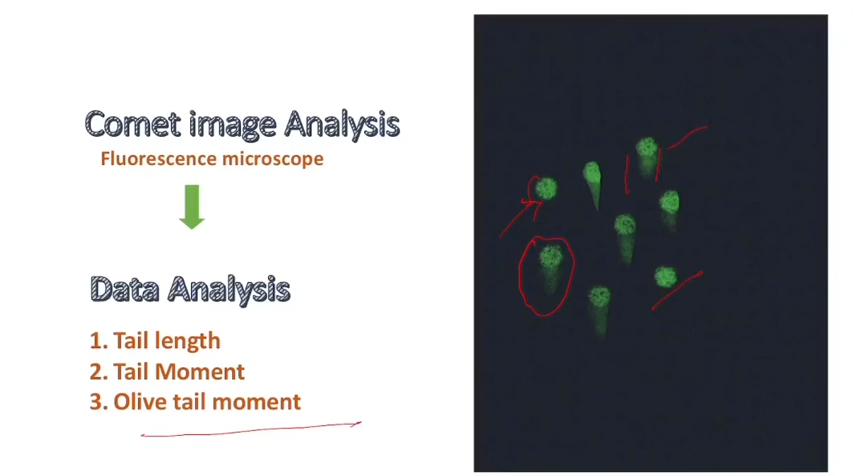 Comet image Analysis
Fluorescence microscope
Data Analysis
1. Tail length
2. Tail Moment
3. Olive tail moment